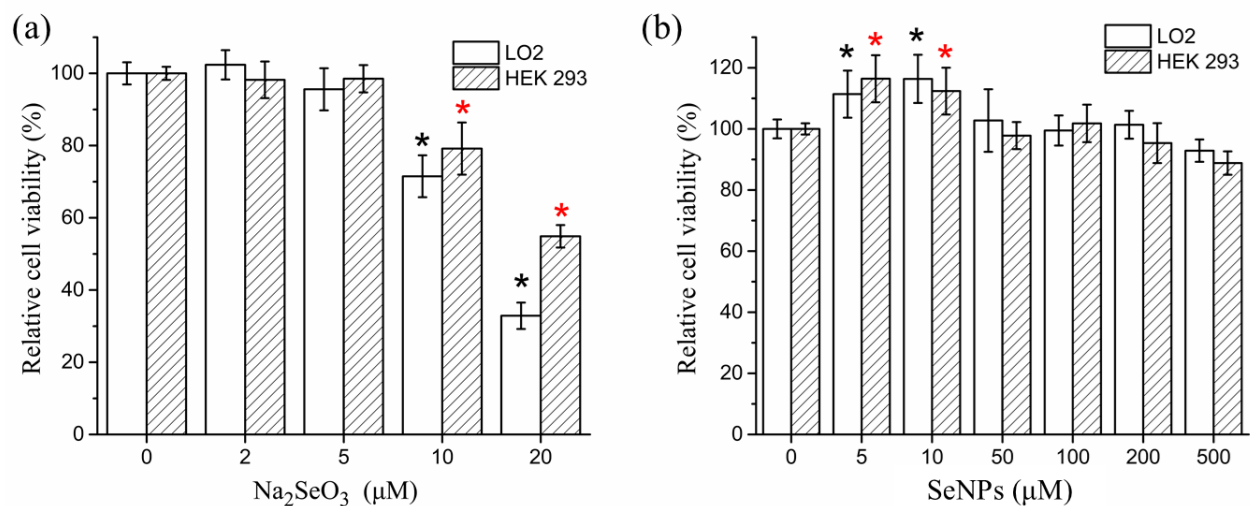 (a)
Relative cell viability (%)
100
80
60
40
20
0
LO2
HEK 293
*
*
*
*
0 2 5 10 20
Na₂SeO₃ (μM)
(b)
Relative cell viability (%)
120
100
80
60
40
20
0
LO2
HEK 293
* * * *
0 5 10 50 100 200 500
SeNPs (μM)